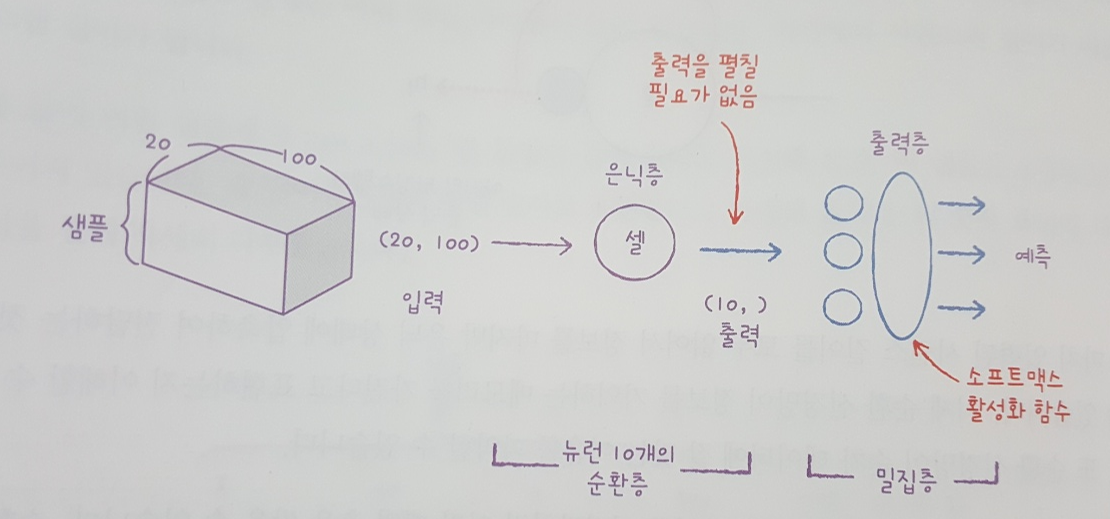 출력을 펼칠
필요가 없음
20
100
출력층
은닉층
샘플
(20, 100)
셀
예측
입력
(10, )
출력
소프트맥스
활성화 함수
뉴런 10개의
순환층
밀집층